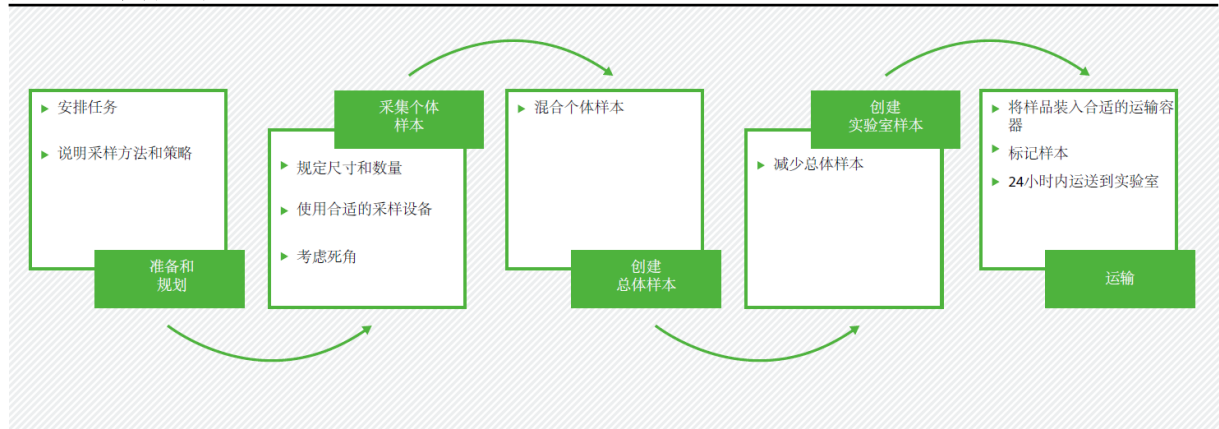 安排任务
说明采样方法和策略
准备和
规划
采集个体
样本
规定尺寸和数量
使用合适的采样设备
考虑死角
混合个体样本
创建
总体样本
创建
实验室样本
减少总体样本
将样品装入合适的运输容
器
标记样本
24小时内运送到实验室
运输